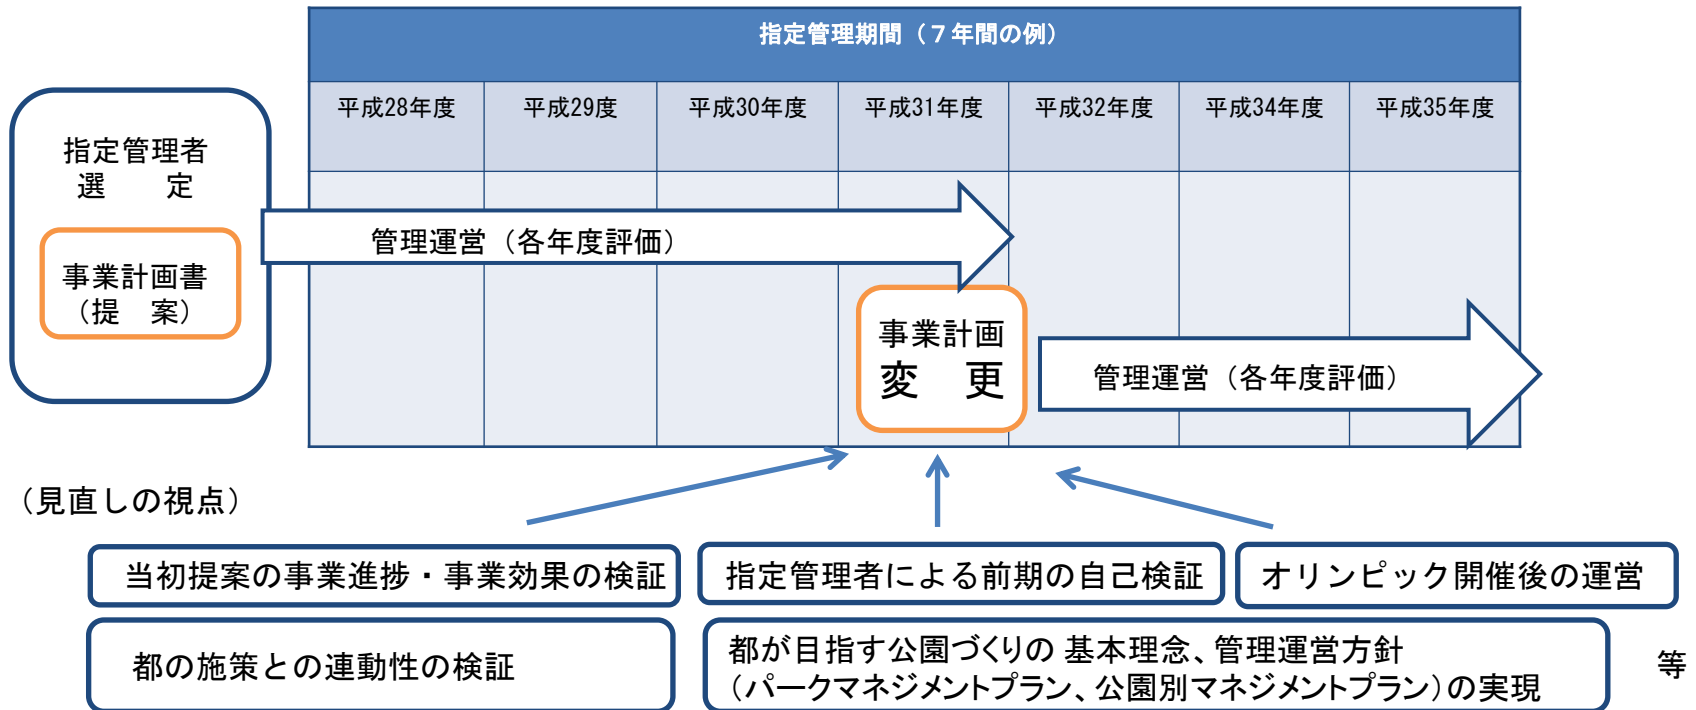 指定管理期間（７年間の例）
平成28年度
平成29度
平成30年度
平成31年度
平成32年度
平成34年度
平成35年度
指定管理者
選　　定
事業計画書
（提　案）
管理運営（各年度評価）
事業計画
変　更
管理運営（各年度評価）
（見直しの視点）
当初提案の事業進捗・事業効果の検証
指定管理者による前期の自己検証
オリンピック開催後の運営
都の施策との連動性の検証
都が目指す公園づくりの 基本理念、管理運営方針
（パークマネジメントプラン、公園別マネジメントプラン）の実現
等